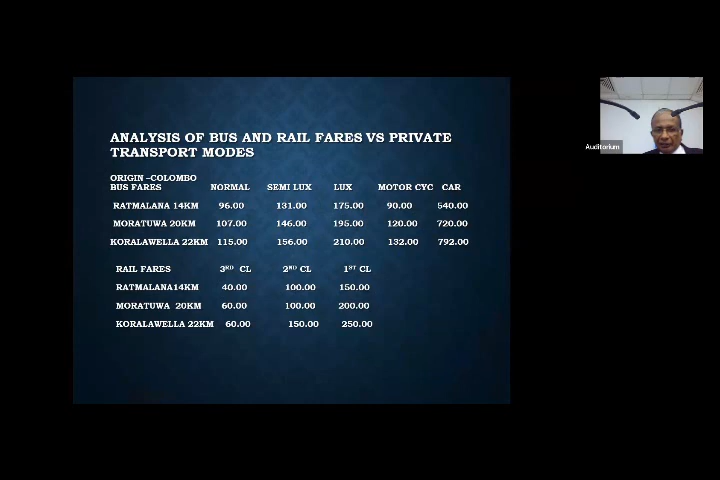 ANALYSIS OF BUS AND RAIL FARES VS PRIVATE
TRANSPORT MODES
ORIGIN -COLOMBO
BUS FARES NORMAL SEMI LUX LUX MOTOR CYC CAR
RATMALANA 14KM 96.00 131.00 175.00 90.00 540.00
MORATUWA 20KM 107.00 146.00 195.00 120.00 720.00
KORALAWELLA 22KM 115.00 156.00 210.00 132.00 792.00
RAIL FARES 3RD CL 2ND CL 1ST CL
RATMALANA14KM 40.00 100.00 150.00
MORATUWA 20KM 60.00 100.00 200.00
KORALAWELLA 22KM 60.00 150.00 250.00
Auditorium